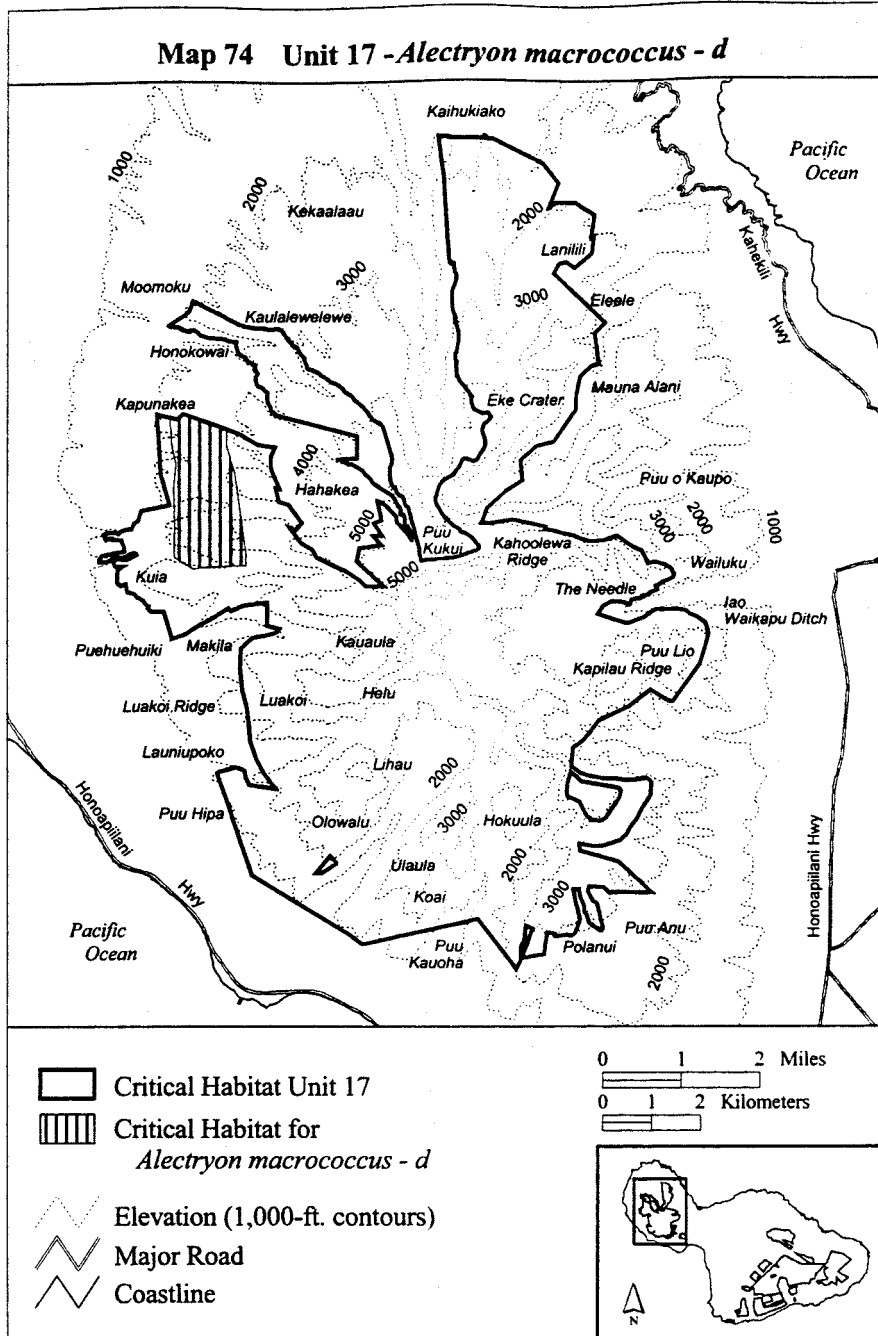 Map 74 Unit 17 - Alectryon macrococcus - d
Kaihukiako
Pacific
Ocean
1000
2000
Kekaalaau
2000
Lanilili
Kahekili
Hwy
3000
Moomoku
Kaulalewelewe
3000
Eleele
Honokowai
Kapunakea
Eke Crater
Mauna Alani
4000
Hahakea
Puu o Kaupo
3000
2000
1000
5000
Puu
Kukui
Kahoolewa
Ridge
Wailuku
Kuia
5000
The Needle
Iao
Waikapu Ditch
Puehuehuiki
Makila
Kauaula
Puu Lio
Kapilau Ridge
Luakoi Ridge
Luakoi
Helu
Launiupoko
Lihau
2000
Puu Hipa
Olowalu
3000
Hokuula
Honoapiilani
Hwy
Ulaula
2000
Honoapiilani Hwy
Koai
3000
Pacific
Ocean
Puu
Kauoha
Polanui
Puu Anu
2000
Critical Habitat Unit 17
Critical Habitat for
Alectryon macrococcus - d
Elevation (1,000-ft. contours)
Major Road
Coastline
0 1 2 Miles
0 1 2 Kilometers
N